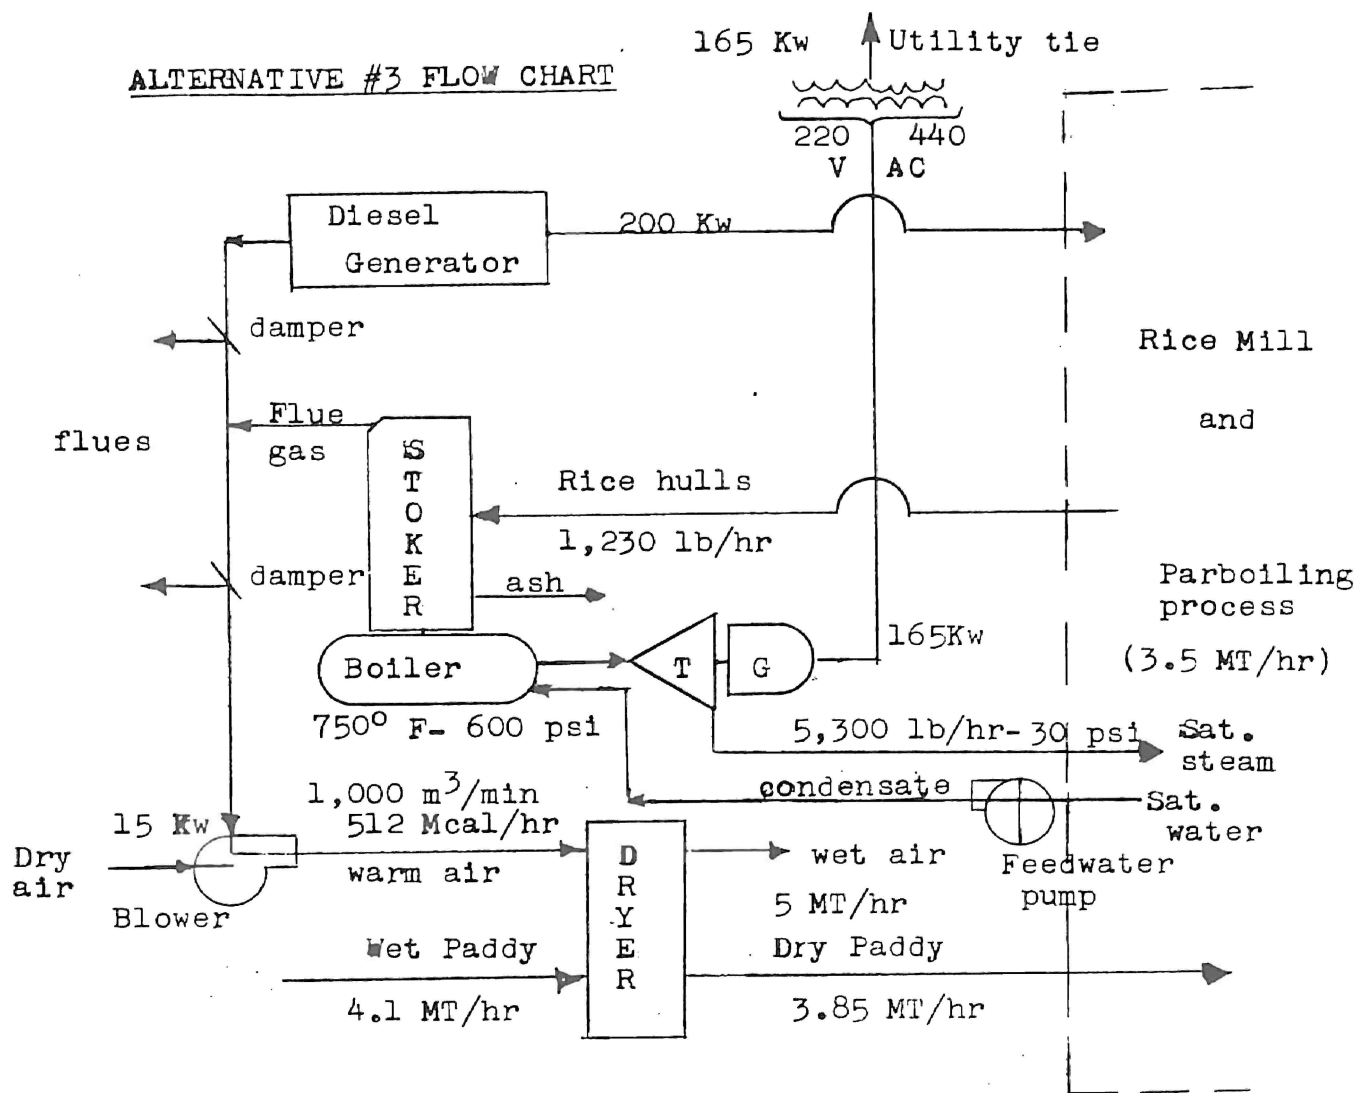 165 Kw
Utility tie
ALTERNATIVE #3 FLOW CHART
220 440
V AC
Diesel
Generator
200 Kw
damper
Rice Mill
and
flues
Flue
gas
STOKER
Rice hulls
1,230 lb/hr
damper
ash
Parboiling
process
(3.5 MT/hr)
165Kw
Boiler
T
G
750° F- 600 psi
5,300 lb/hr-30 psi
Sat.
steam
condensate
Sat.
water
1,000 m³/min
512 Mcal/hr
15 Kw
Dry
air
warm air
Blower
DRYER
wet air
Feedwater
pump
5 MT/hr
Wet Paddy
4.1 MT/hr
Dry Paddy
3.85 MT/hr